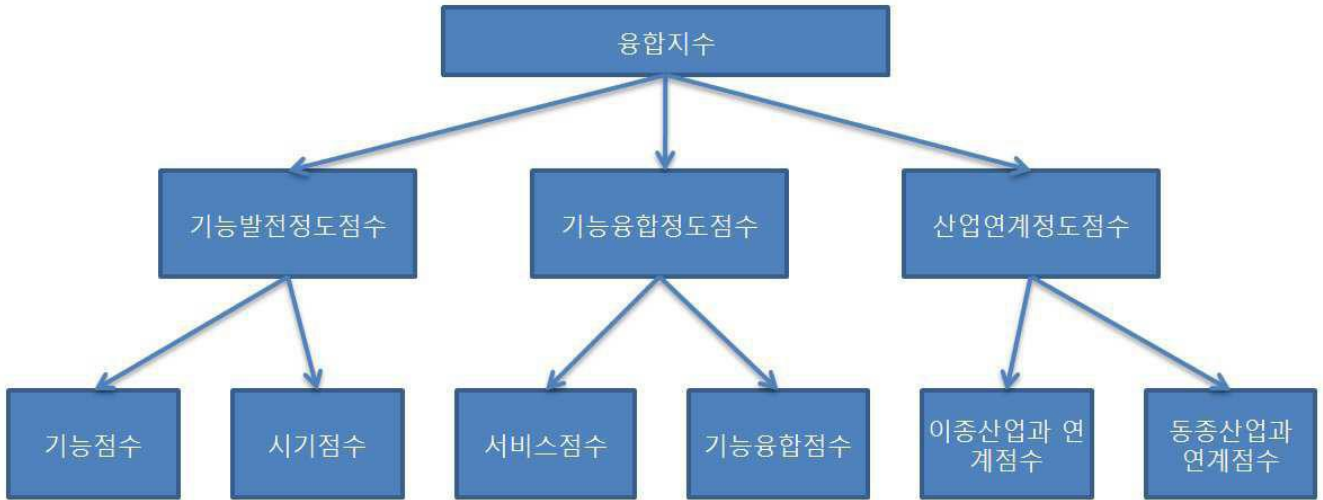 융합지수
기능발전정도점수
기능융합정도점수
산업연계정도점수
기능점수
시기점수
서비스점수
기능융합점수
이종산업과 연
계점수
동종산업과
연계점수